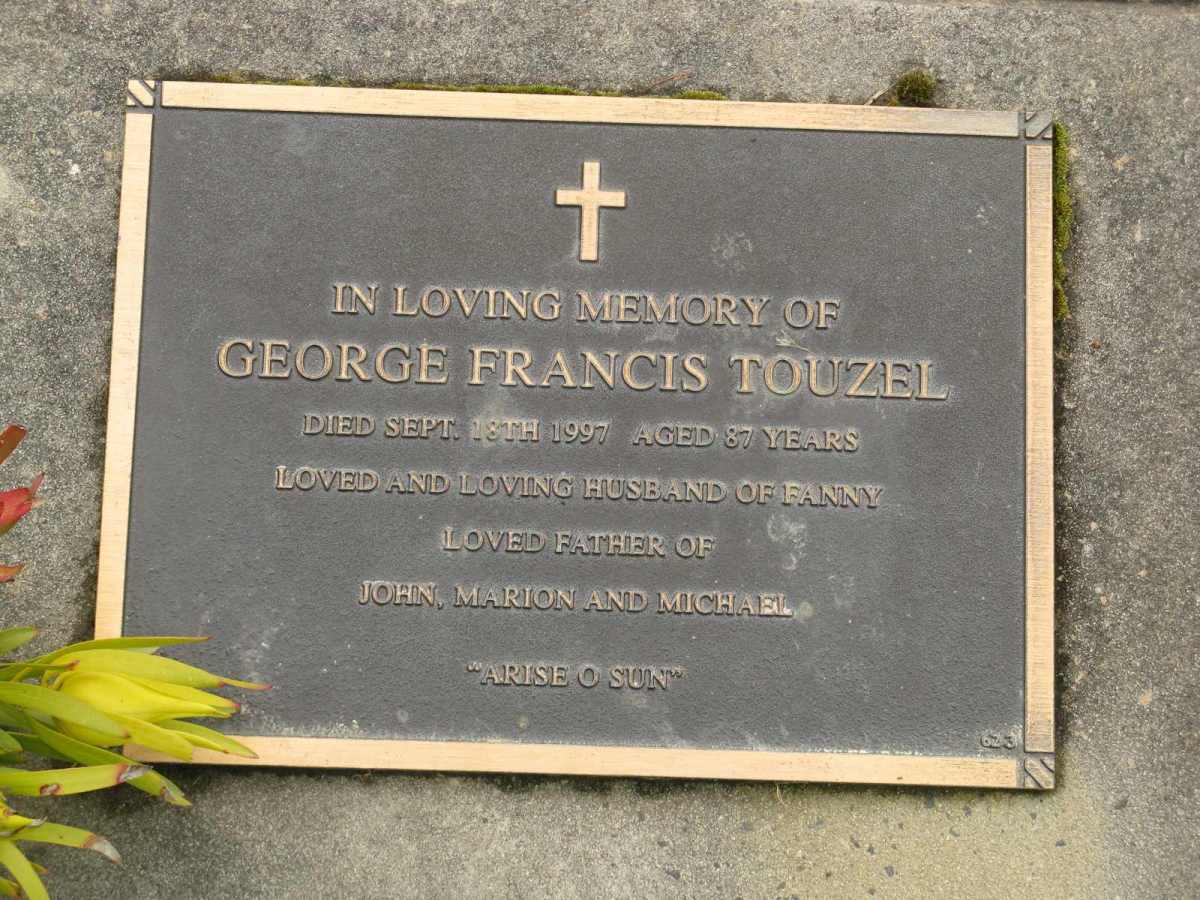 IN LOVING MEMORY OF
GEORGE FRANCIS TOUZEL
DIED SEPT. 18TH 1997 AGED 87 YEARS
LOVED AND LOVING HUSBAND OF FANNY
LOVED FATHER OF
JOHN, MARION AND MICHAEL
"ARISE O SUN"